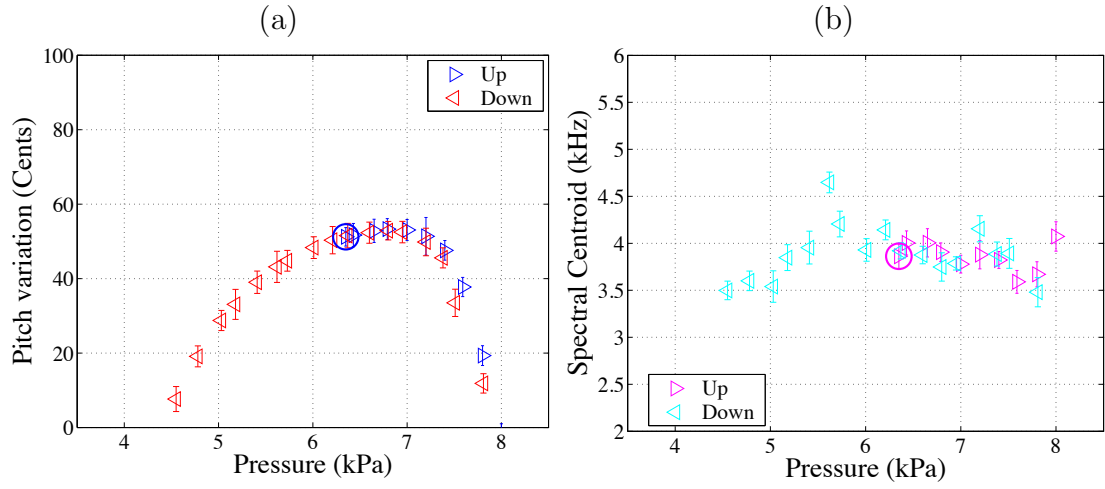 (a)
100
80
60
40
20
0
Pitch variation (Cents)
Up
Down
4 5 6 7 8
Pressure (kPa)
(b)
6
5.5
5
4.5
4
3.5
3
2.5
2
Spectral Centroid (kHz)
Up
Down
4 5 6 7 8
Pressure (kPa)